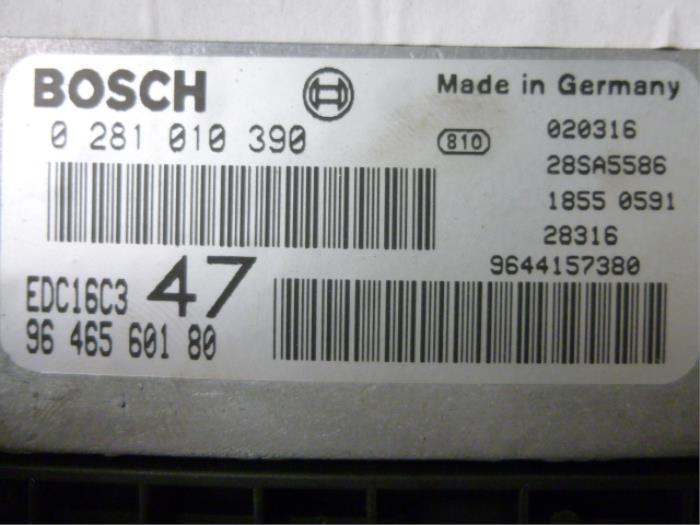 BOSCH
Made in Germany
0 281 010 390
810
020316
28SA5586
1855 0591
28316
9644157380
EDC16C3 47
96 465 601 80